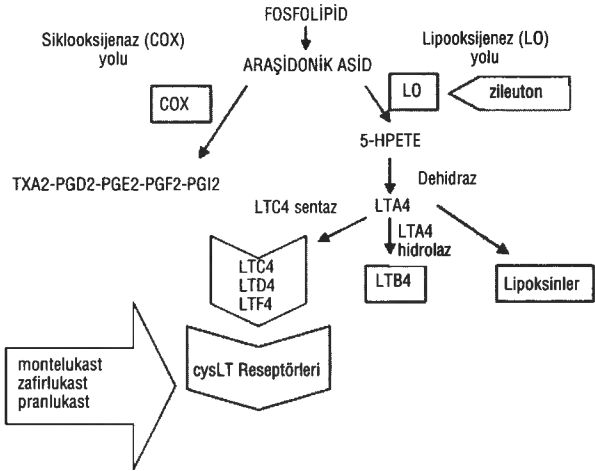 FOSFOLİPİD
Siklooksijenaz (COX)
yolu
Lipooksijenez (LO)
yolu
ARAŞİDONİK ASİD
COX
LO
zileuton
5-HPETE
Dehidraz
TXA2-PGD2-PGE2-PGF2-PGI2
LTC4 sentaz
LTA4
LTA4
hidrolaz
LTC4
LTD4
LTF4
LTB4
Lipoksinler
cysLT Reseptörleri
montelukast
zafirlukast
pranlukast